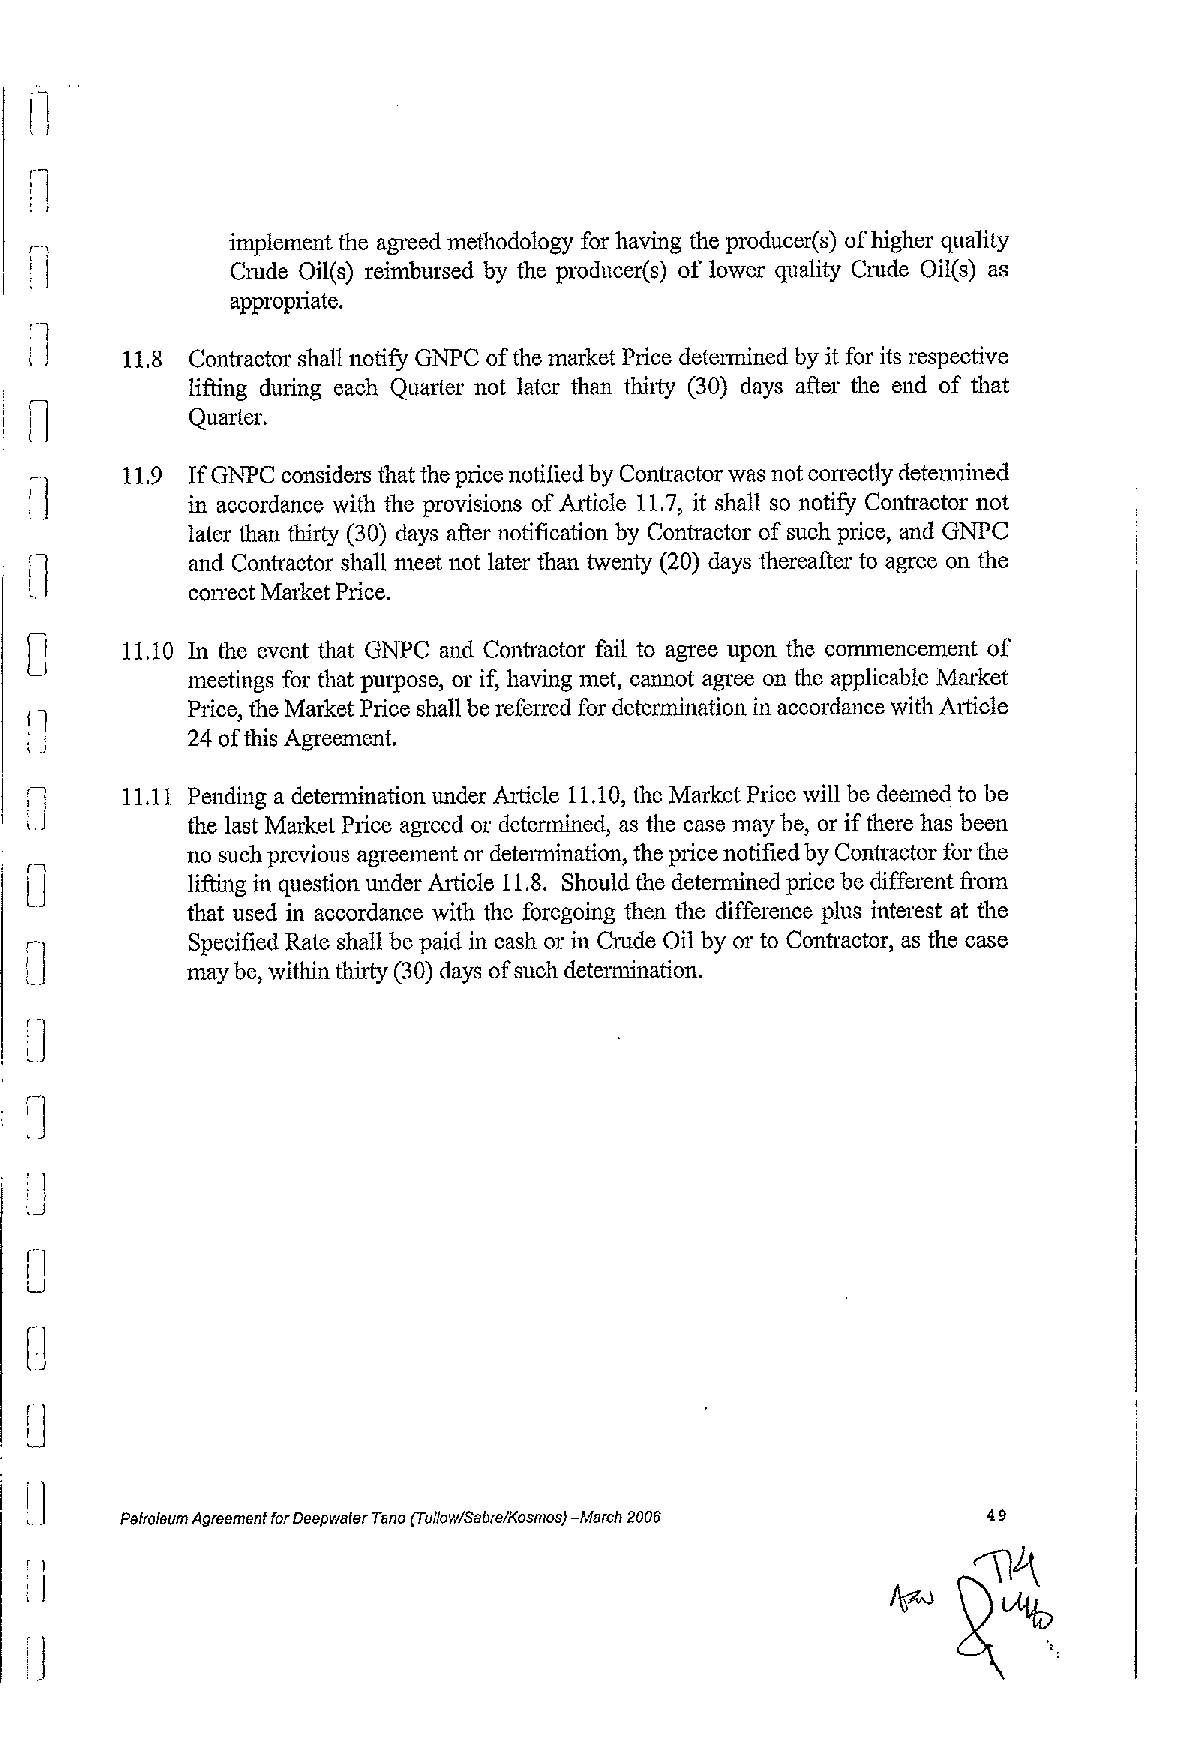 implement the agreed methodology for having the producer(s) of higher quality
Crude Oil(s) reimbursed by the producer(s) of lower quality Crude Oil(s) as
appropriate.
11.8 Contractor shall notify GNPC of the market Price determined by it for its respective
lifting during each Quarter not later than thirty (30) days after the end of that
Quarter.
11.9 If GNPC considers that the price notified by Contractor was not correctly determined
in accordance with the provisions of Article 11.7, it shall so notify Contractor not
later than thirty (30) days after notification by Contractor of such price, and GNPC
and Contractor shall meet not later than twenty (20) days thereafter to agree on the
correct Market Price.
11.10 In the event that GNPC and Contractor fail to agree upon the commencement of
meetings for that purpose, or if, having met, cannot agree on the applicable Market
Price, the Market Price shall be referred for determination in accordance with Article
24 of this Agreement.
11.11 Pending a determination under Article 11.10, the Market Price will be deemed to be
the last Market Price agreed or determined, as the case may be, or if there has been
no such previous agreement or determination, the price notified by Contractor for the
lifting in question under Article 11.8. Should the determined price be different from
that used in accordance with the foregoing then the difference plus interest at the
Specified Rate shall be paid in cash or in Crude Oil by or to Contractor, as the case
may be, within thirty (30) days of such determination.
Petroleum Agreement for Deepwater Tano (Tullow/Sabre/Kosmos) –March 2006 49